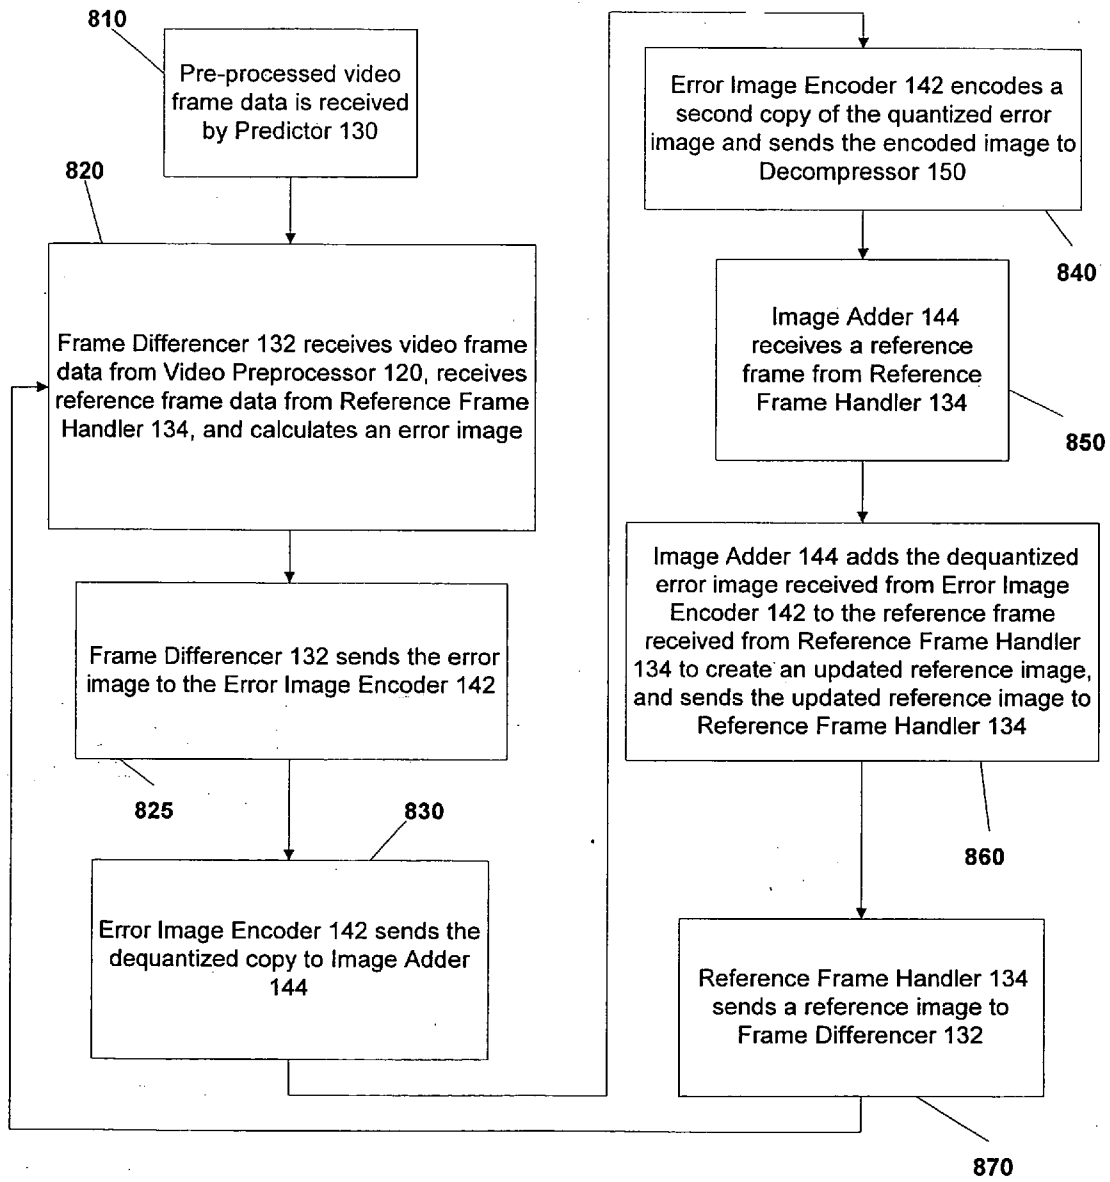 810
Pre-processed video
frame data is received
by Predictor 130
820
Frame Differencer 132 receives video frame
data from Video Preprocessor 120, receives
reference frame data from Reference Frame
Handler 134, and calculates an error image
Frame Differencer 132 sends the error
image to the Error Image Encoder 142
825
830
Error Image Encoder 142 sends the
dequantized copy to Image Adder
144
Error Image Encoder 142 encodes a
second copy of the quantized error
image and sends the encoded image to
Decompressor 150
840
Image Adder 144
receives a reference
frame from Reference
Frame Handler 134
850
Image Adder 144 adds the dequantized
error image received from Error Image
Encoder 142 to the reference frame
received from Reference Frame Handler
134 to create an updated reference image,
and sends the updated reference image to
Reference Frame Handler 134
860
Reference Frame Handler 134
sends a reference image to
Frame Differencer 132
870